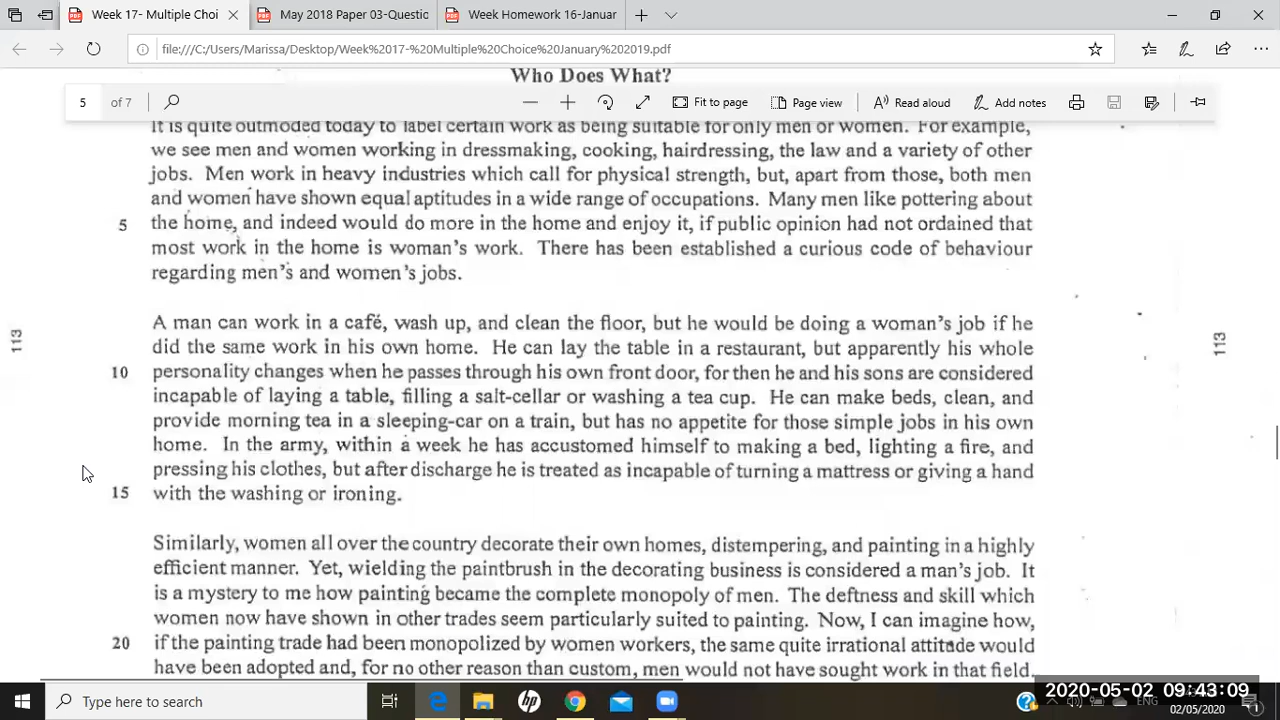 Week 17- Multiple Choi
May 2018 Paper 03-Questio
Week Homework 16-Januar
file:///C:/Users/Marissa/Desktop/Week%2017-%20Multiple%20Choice%20January%202019.pdf
Who Does What?
5 of 7
Fit to page
Page view
Read aloud
Add notes
It is quite outmoded today to label certain work as being suitable for only men or women. For example,
we see men and women working in dressmaking, cooking, hairdressing, the law and a variety of other
jobs. Men work in heavy industries which call for physical strength, but, apart from those, both men
and women have shown equal aptitudes in a wide range of occupations. Many men like pottering about
5 the home, and indeed would do more in the home and enjoy it, if public opinion had not ordained that
most work in the home is woman's work. There has been established a curious code of behaviour
regarding men's and women's jobs.
113
113
A man can work in a café, wash up, and clean the floor, but he would be doing a woman's job if he
did the same work in his own home. He can lay the table in a restaurant, but apparently his whole
10 personality changes when he passes through his own front door, for then he and his sons are considered
incapable of laying a table, filling a salt-cellar or washing a tea cup. He can make beds, clean, and
provide morning tea in a sleeping-car on a train, but has no appetite for those simple jobs in his own
home. In the army, within a week he has accustomed himself to making a bed, lighting a fire, and
pressing his clothes, but after discharge he is treated as incapable of turning a mattress or giving a hand
15 with the washing or ironing.
Similarly, women all over the country decorate their own homes, distempering, and painting in a highly
efficient manner. Yet, wielding the paintbrush in the decorating business is considered a man's job. It
is a mystery to me how painting became the complete monopoly of men. The deftness and skill which
women now have shown in other trades seem particularly suited to painting. Now, I can imagine how,
20 if the painting trade had been monopolized by women workers, the same quite irrational attitude would
have been adopted and, for no other reason than custom, men would not have sought work in that field.
Type here to search
hp
ENG
2020-05-02 09:43:09
02/05/2020